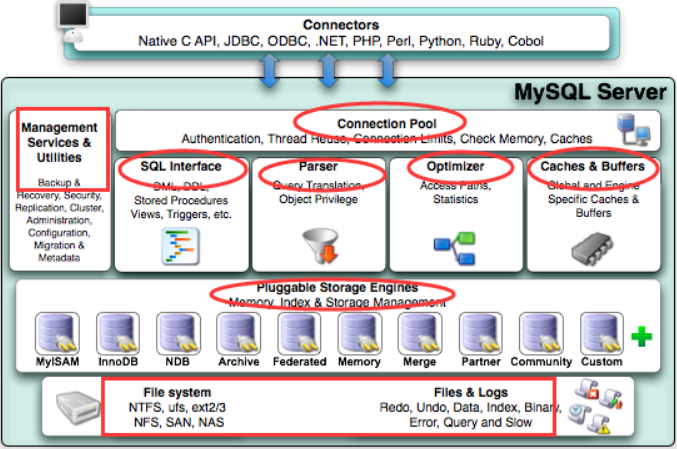 Connectors
Native C API, JDBC, ODBC, .NET, PHP, Perl, Python, Ruby, Cobol
MySQL Server
Management
Services &
Utilities
Backup &
Recovery, Security,
Replication, Cluster,
Administration,
Configuration,
Migration &
Metadata
Connection Pool
Authentication, Thread Reuse, Connection Limits, Check Memory, Caches
SQL Interface
DML, DDL,
Stored Procedures
Views, Triggers, etc.
Parser
Query Translation,
Object Privilege
Optimizer
Access Paths,
Statistics
Caches & Buffers
Global and Engine
Specific Caches &
Buffers
Pluggable Storage Engines
Memory, Index & Storage Management
MyISAM
InnoDB
NDB
Archive
Federated
Memory
Merge
Partner
Community
Custom
File system
NTFS, ufs, ext2/3
NFS, SAN, NAS
Files & Logs
Redo, Undo, Data, Index, Binary,
Error, Query and Slow